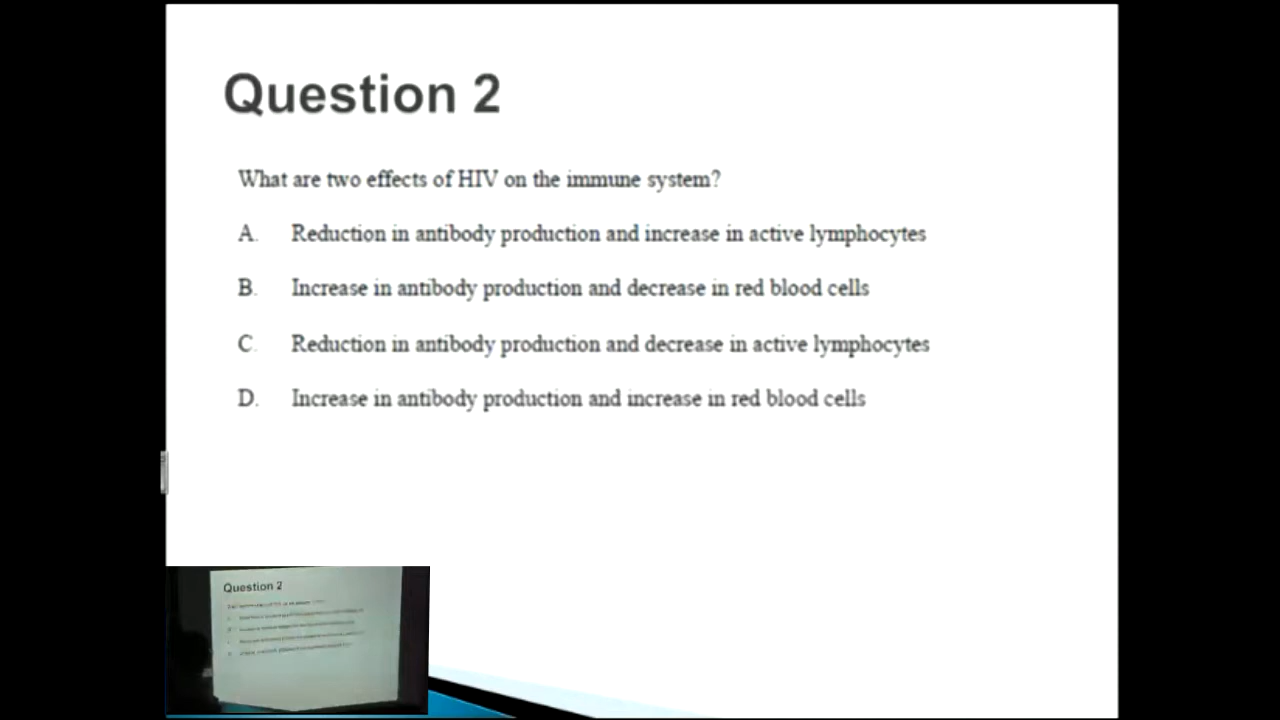 Question 2
What are two effects of HIV on the immune system?
A. Reduction in antibody production and increase in active lymphocytes
B. Increase in antibody production and decrease in red blood cells
C. Reduction in antibody production and decrease in active lymphocytes
D. Increase in antibody production and increase in red blood cells
Question 2